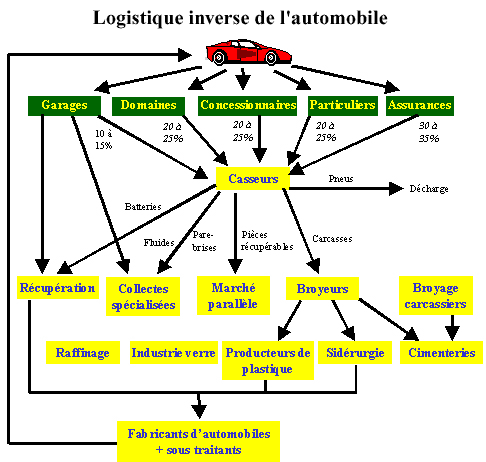 Logistique inverse de l'automobile
Garages
Domaines
Concessionnaires
Particuliers
Assurances
10 à
15%
20 à
25%
20 à
25%
20 à
25%
30 à
35%
Casseurs
Pneus
Décharge
Batteries
Fluides
Pare-
brises
Pièces
récupérables
Carcasses
Récupération
Collectes
spécialisées
Marché
parallèle
Broyeurs
Broyage
carcassiers
Raffinage
Industrie verre
Producteurs de
plastique
Sidérurgie
Cimenteries
Fabricants d'automobiles
+ sous traitants